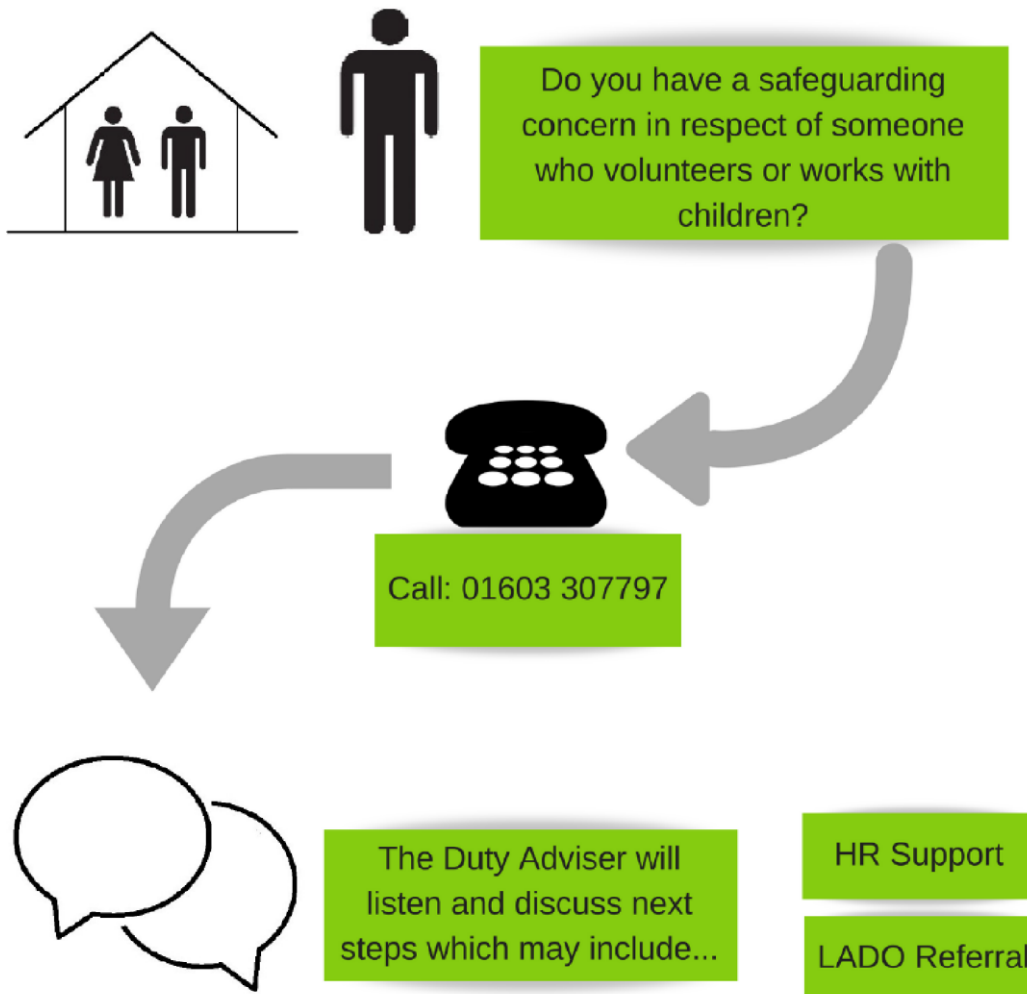 Do you have a safeguarding
concern in respect of someone
who volunteers or works with
children?
Call: 01603 307797
The Duty Adviser will
listen and discuss next
steps which may include...
HR Support
LADO Referral